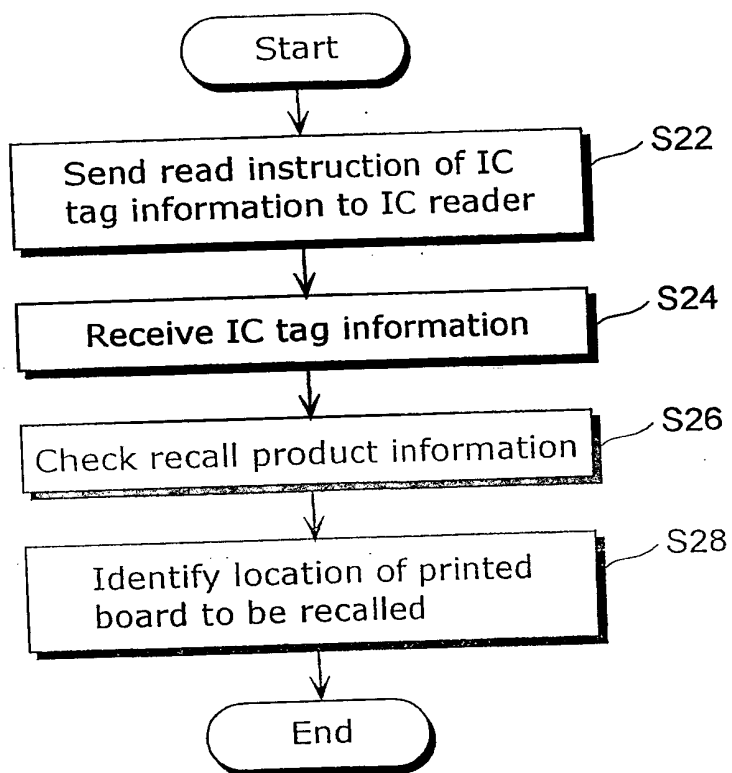 Start
S22
Send read instruction of IC
tag information to IC reader
S24
Receive IC tag information
S26
Check recall product information
S28
Identify location of printed
board to be recalled
End